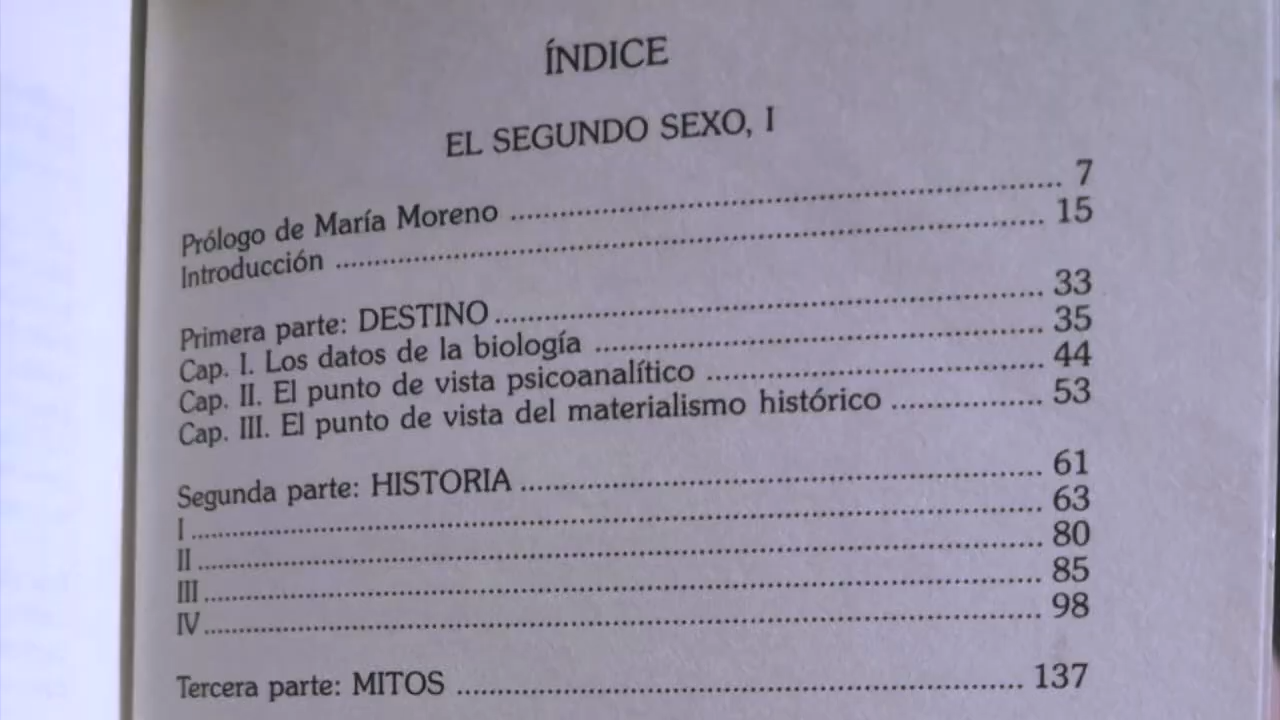 ÍNDICE
EL SEGUNDO SEXO, I
Prólogo de María Moreno ........................ 7
Introducción ........................ 15
Primera parte: DESTINO ........................ 33
Cap. I. Los datos de la biología ........................ 35
Cap. II. El punto de vista psicoanalítico ........................ 44
Cap. III. El punto de vista del materialismo histórico ............ 53
Segunda parte: HISTORIA ........................ 61
I ........................ 63
II ........................ 80
III ........................ 85
IV ........................ 98
Tercera parte: MITOS ........................ 137